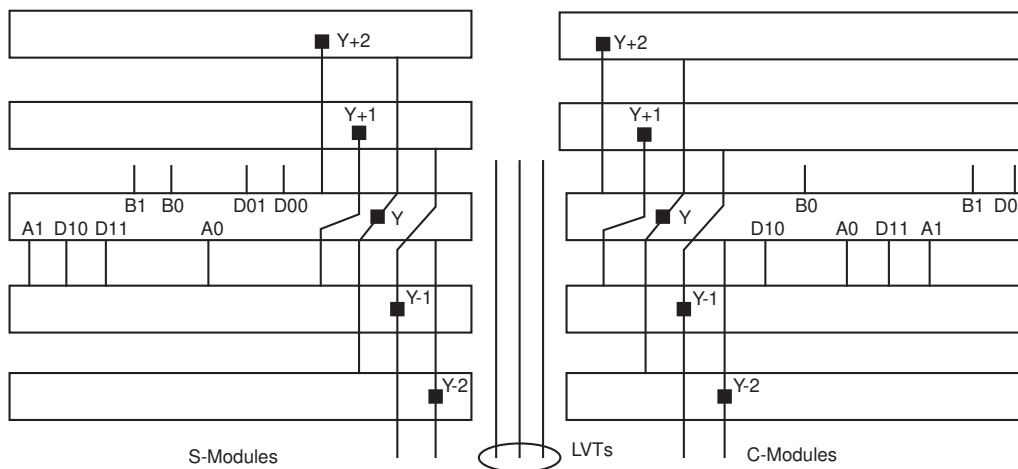 Y+2
Y+2
Y+1
Y+1
B1 B0 D01 D00
B0 B1 D0
Y
Y
A1 D10 D11 A0
D10 A0 D11 A1
Y-1
Y-1
Y-2
Y-2
S-Modules
LVTs
C-Modules